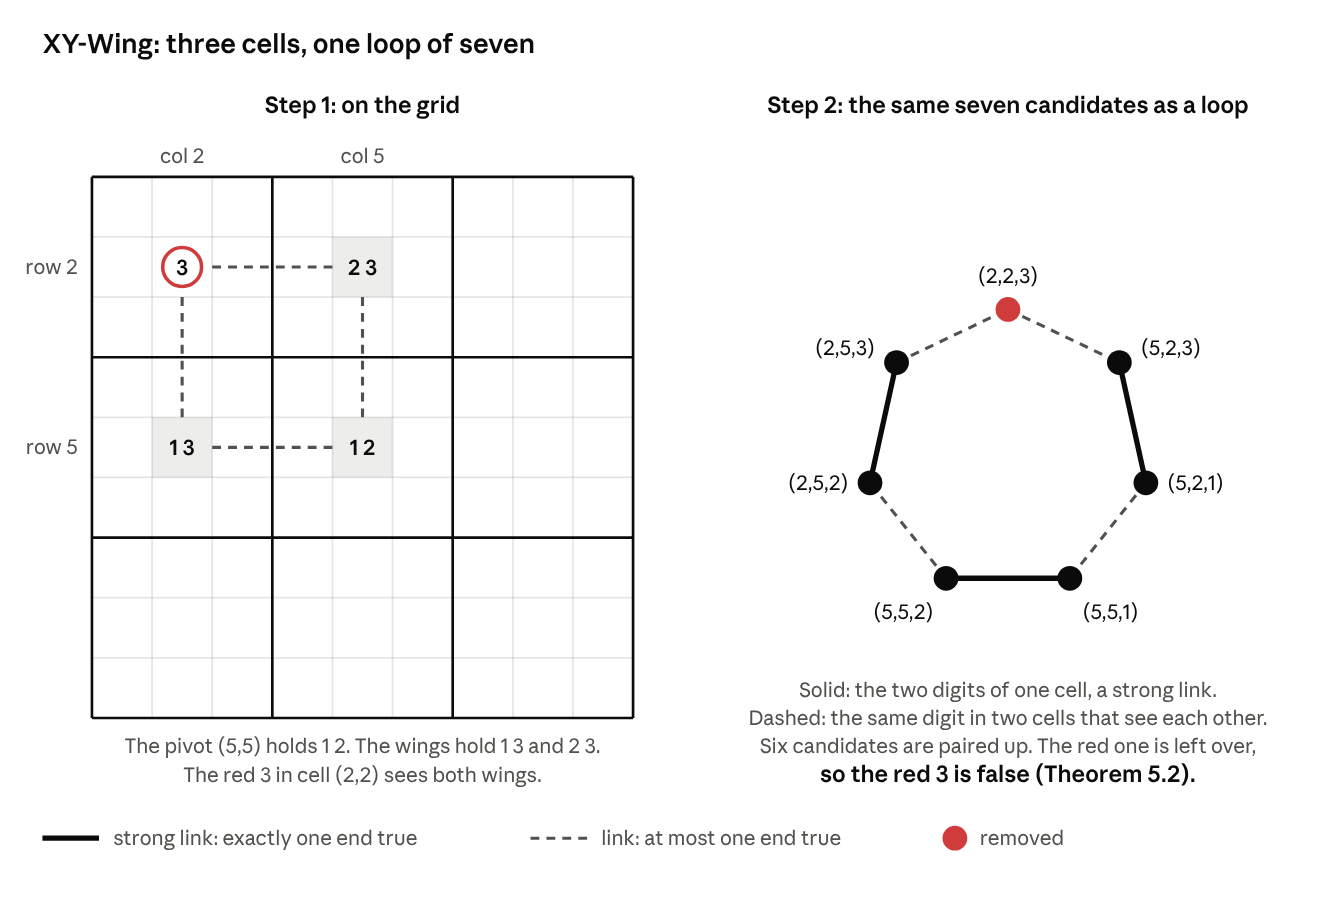 XY-Wing: three cells, one loop of seven
Step 1: on the grid
col 2
col 5
row 2
3
2 3
row 5
1 3
1 2
The pivot (5,5) holds 1 2. The wings hold 1 3 and 2 3.
The red 3 in cell (2,2) sees both wings.
Step 2: the same seven candidates as a loop
(2,2,3)
(2,5,3)
(5,2,3)
(2,5,2)
(5,2,1)
(5,5,2)
(5,5,1)
Solid: the two digits of one cell, a strong link.
Dashed: the same digit in two cells that see each other.
Six candidates are paired up. The red one is left over,
so the red 3 is false (Theorem 5.2).
strong link: exactly one end true
link: at most one end true
removed